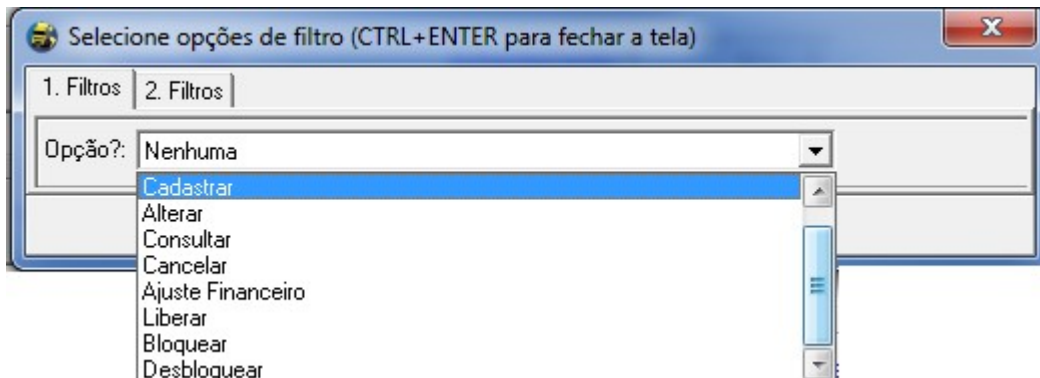 Selecione opções de filtro (CTRL+ENTER para fechar a tela)
1. Filtros 2. Filtros
Opção?: Nenhuma
Cadastrar
Alterar
Consultar
Cancelar
Ajuste Financeiro
Liberar
Bloquear
Desbloquear